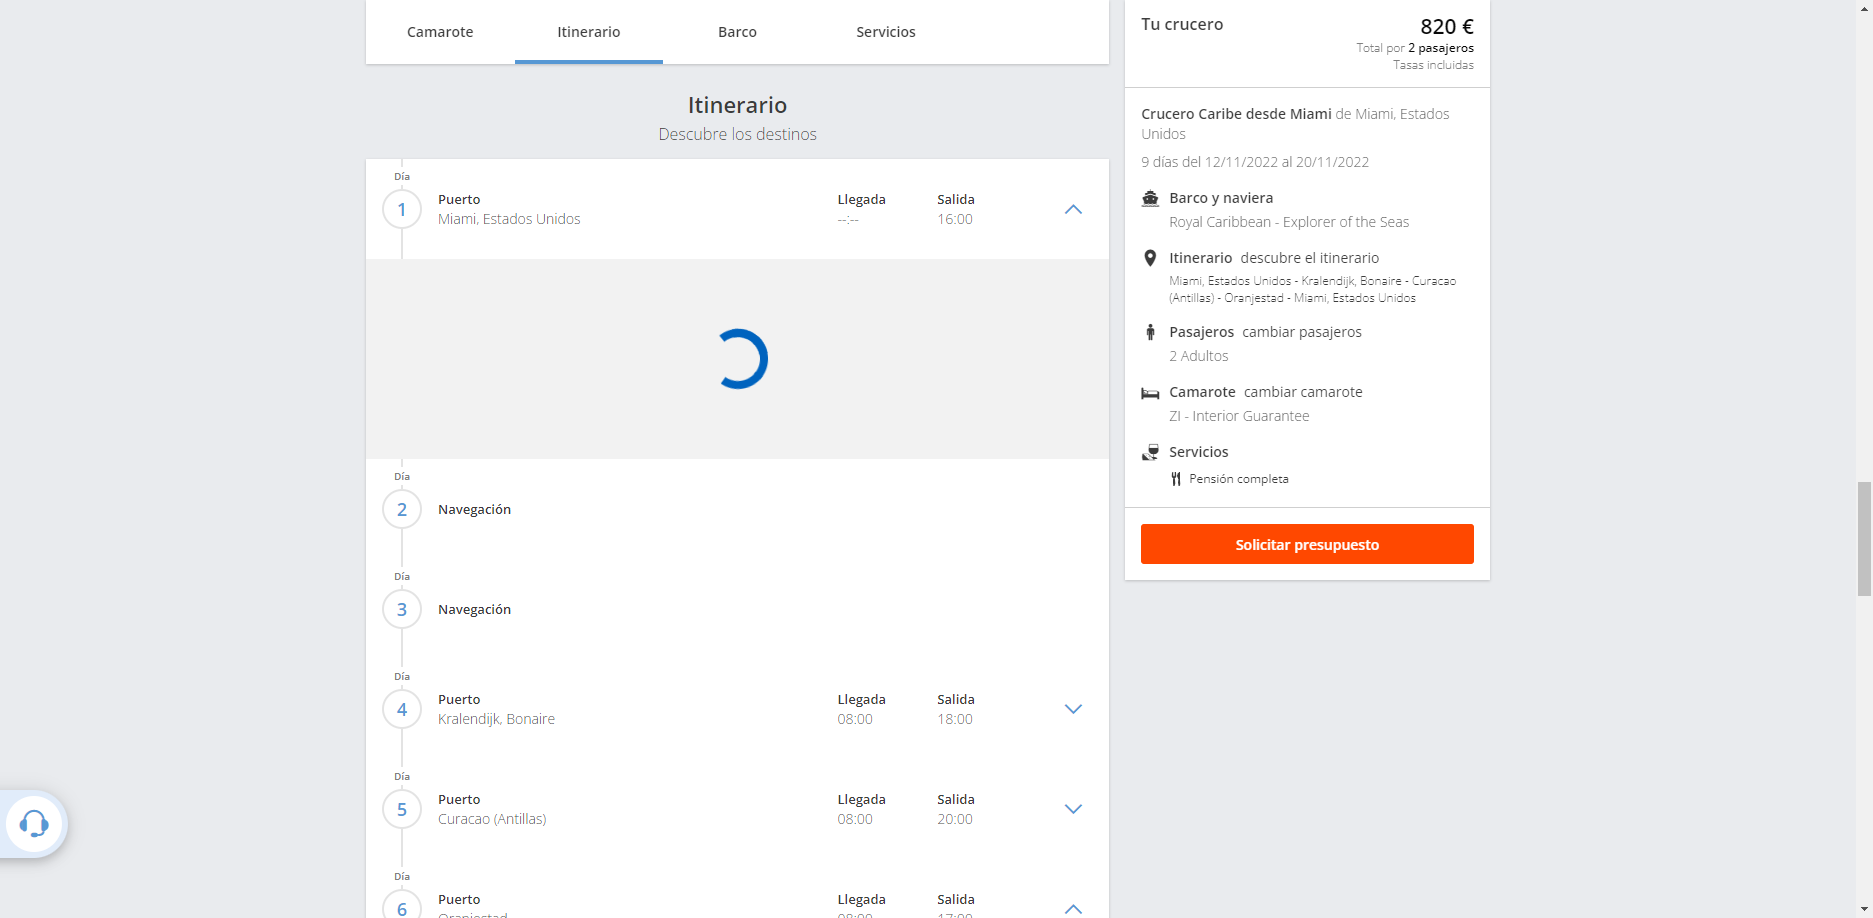 Camarote
Itinerario
Barco
Servicios
Itinerario
Descubre los destinos
Día
1
Puerto
Miami, Estados Unidos
Llegada
--:--
Salida
16:00
Día
2
Navegación
Día
3
Navegación
Día
4
Puerto
Kralendijk, Bonaire
Llegada
08:00
Salida
18:00
Día
5
Puerto
Curacao (Antillas)
Llegada
08:00
Salida
20:00
Día
6
Puerto
Oranjestad
Llegada
08:00
Salida
17:00
Tu crucero
820 €
Total por 2 pasajeros
Tasas incluidas
Crucero Caribe desde Miami de Miami, Estados
Unidos
9 días del 12/11/2022 al 20/11/2022
Barco y naviera
Royal Caribbean - Explorer of the Seas
Itinerario descubre el itinerario
Miami, Estados Unidos - Kralendijk, Bonaire - Curacao
(Antillas) - Oranjestad - Miami, Estados Unidos
Pasajeros cambiar pasajeros
2 Adultos
Camarote cambiar camarote
ZI - Interior Guarantee
Servicios
Pensión completa
Solicitar presupuesto